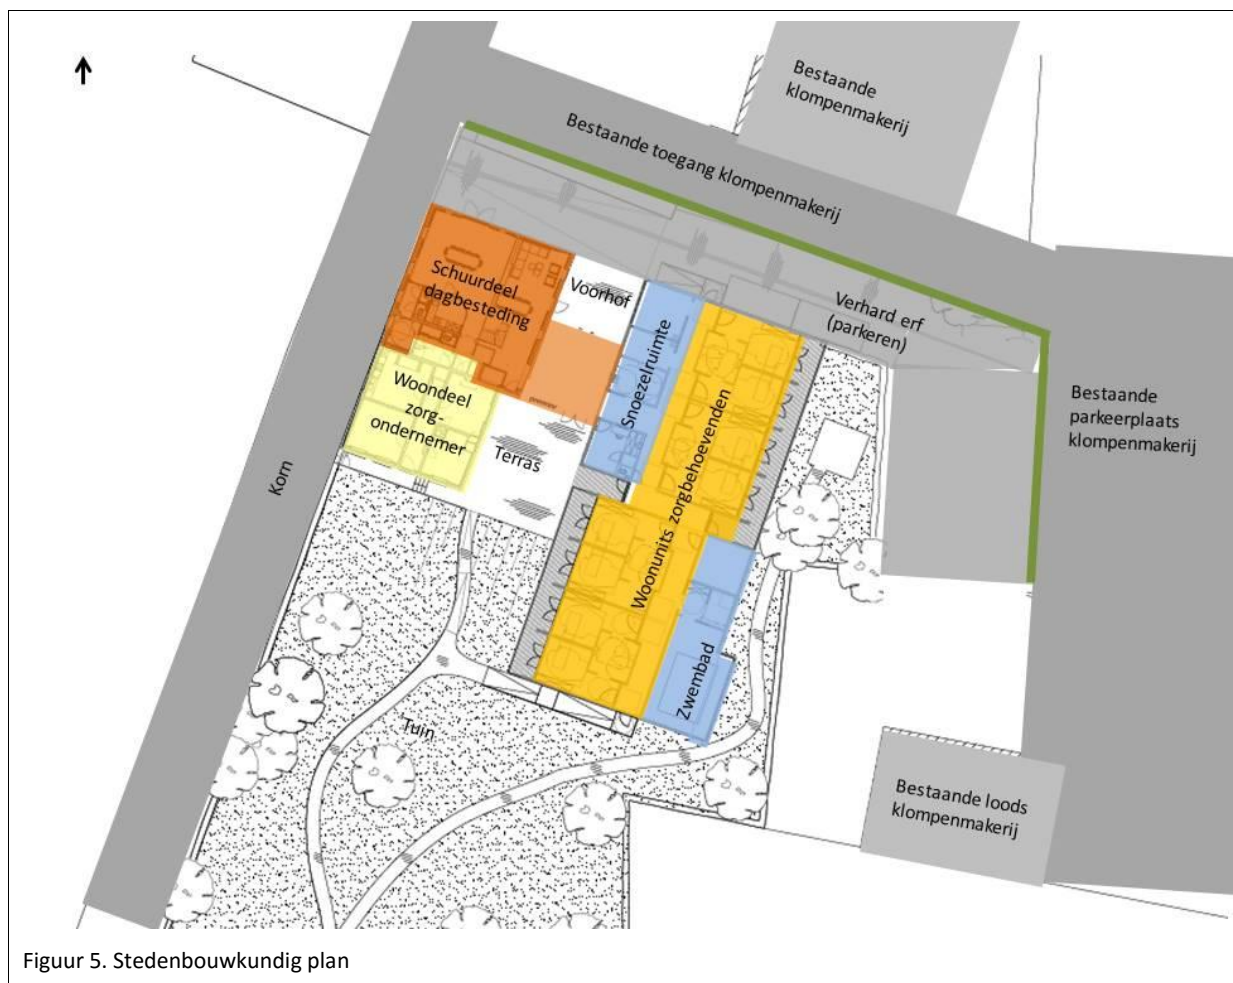 Bestaande
klompenmakerij
Bestaande toegang klompenmakerij
Schuurdeel
dagbesteding
Voorhof
Verhard erf
(parkeren)
Snoezelruimte
Woondeel
zorg-
ondernemer
Terras
Woonunits zorgbehoevenden
Bestaande
parkeerplaats
klompenmakerij
Korn
Zwembad
Tuin
Bestaande loods
klompenmakerij
Figuur 5. Stedenbouwkundig plan